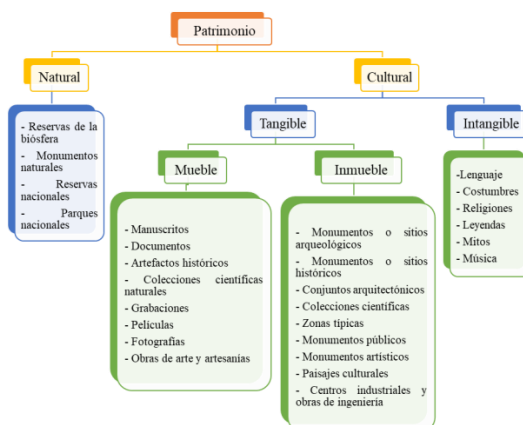 Patrimonio
Natural
Cultural
- Reservas de la
biósfera
- Monumentos
naturales
- Reservas
nacionales
- Parques
nacionales
Tangible
Intangible
Mueble
Inmueble
-Lenguaje
- Costumbres
- Religiones
- Leyendas
- Mitos
- Música
- Manuscritos
- Documentos
- Artefactos históricos
- Colecciones científicas
naturales
- Grabaciones
- Películas
- Fotografías
- Obras de arte y artesanías
- Monumentos o sitios
arqueológicos
- Monumentos o sitios
históricos
- Conjuntos arquitectónicos
- Colecciones científicas
- Zonas típicas
- Monumentos públicos
- Monumentos artísticos
- Paisajes culturales
- Centros industriales y
obras de ingeniería